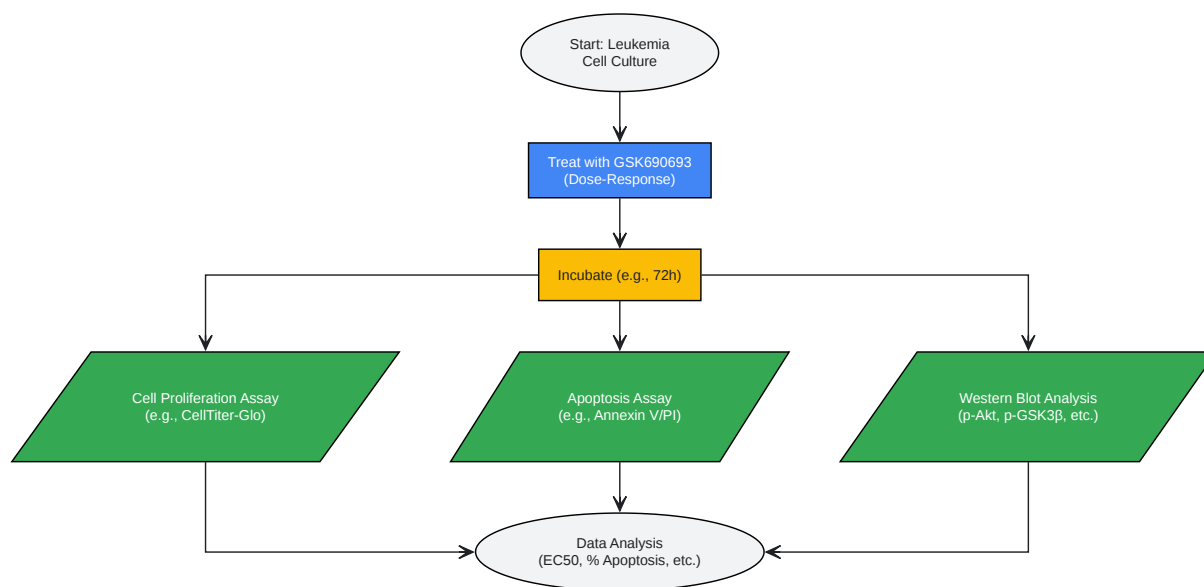 Start: Leukemia
Cell Culture
Treat with GSK690693
(Dose-Response)
Incubate (e.g., 72h)
Cell Proliferation Assay
(e.g., CellTiter-Glo)
Apoptosis Assay
(e.g., Annexin V/PI)
Western Blot Analysis
(p-Akt, p-GSK3β, etc.)
Data Analysis
(EC50, % Apoptosis, etc.)